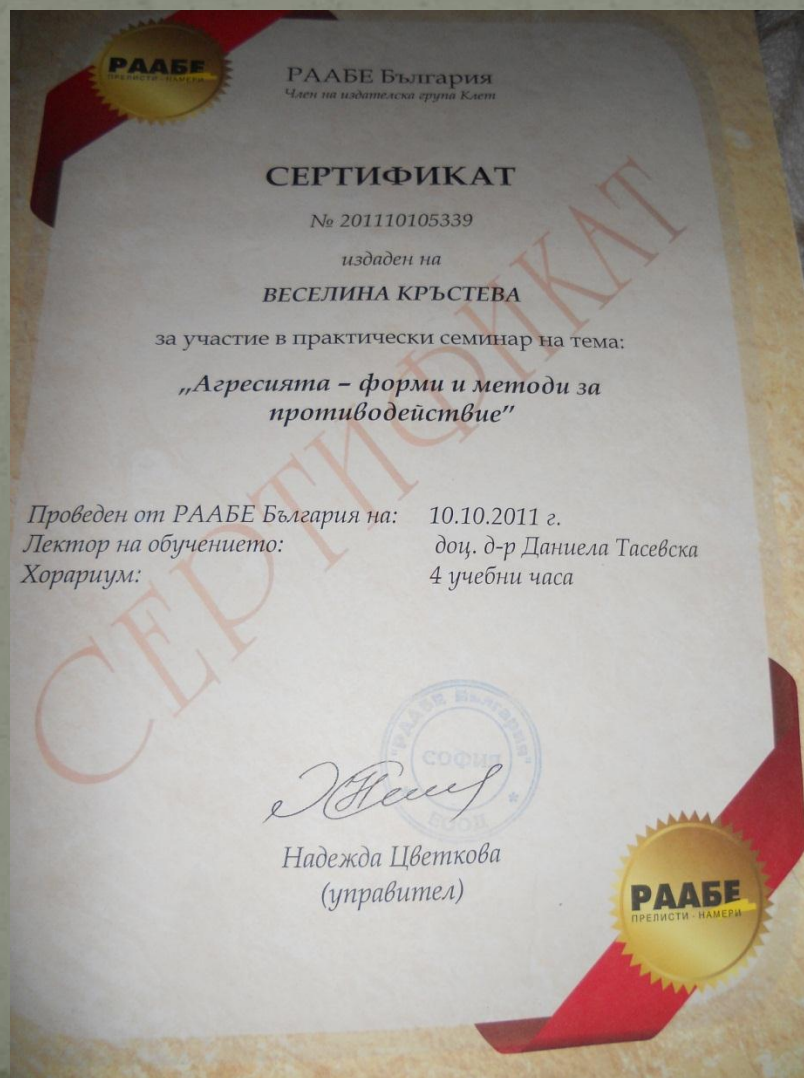 РААБЕ
ПРЕЛИСТИ - НАМЕРИ
РААБЕ България
Член на издателска група Клет
СЕРТИФИКАТ
№ 201110105339
издаден на
ВЕСЕЛИНА КРЪСТЕВА
за участие в практически семинар на тема:
„Агресията – форми и методи за
противодействие”
СЕРТИФИКАТ
Проведен от РААБЕ България на: 10.10.2011 г.
Лектор на обучението: доц. д-р Даниела Тасевска
Хорариум: 4 учебни часа
"РААБЕ България"
СОФИЯ
ЕООД
Надежда Цветкова
(управител)
РААБЕ
ПРЕЛИСТИ - НАМЕРИ